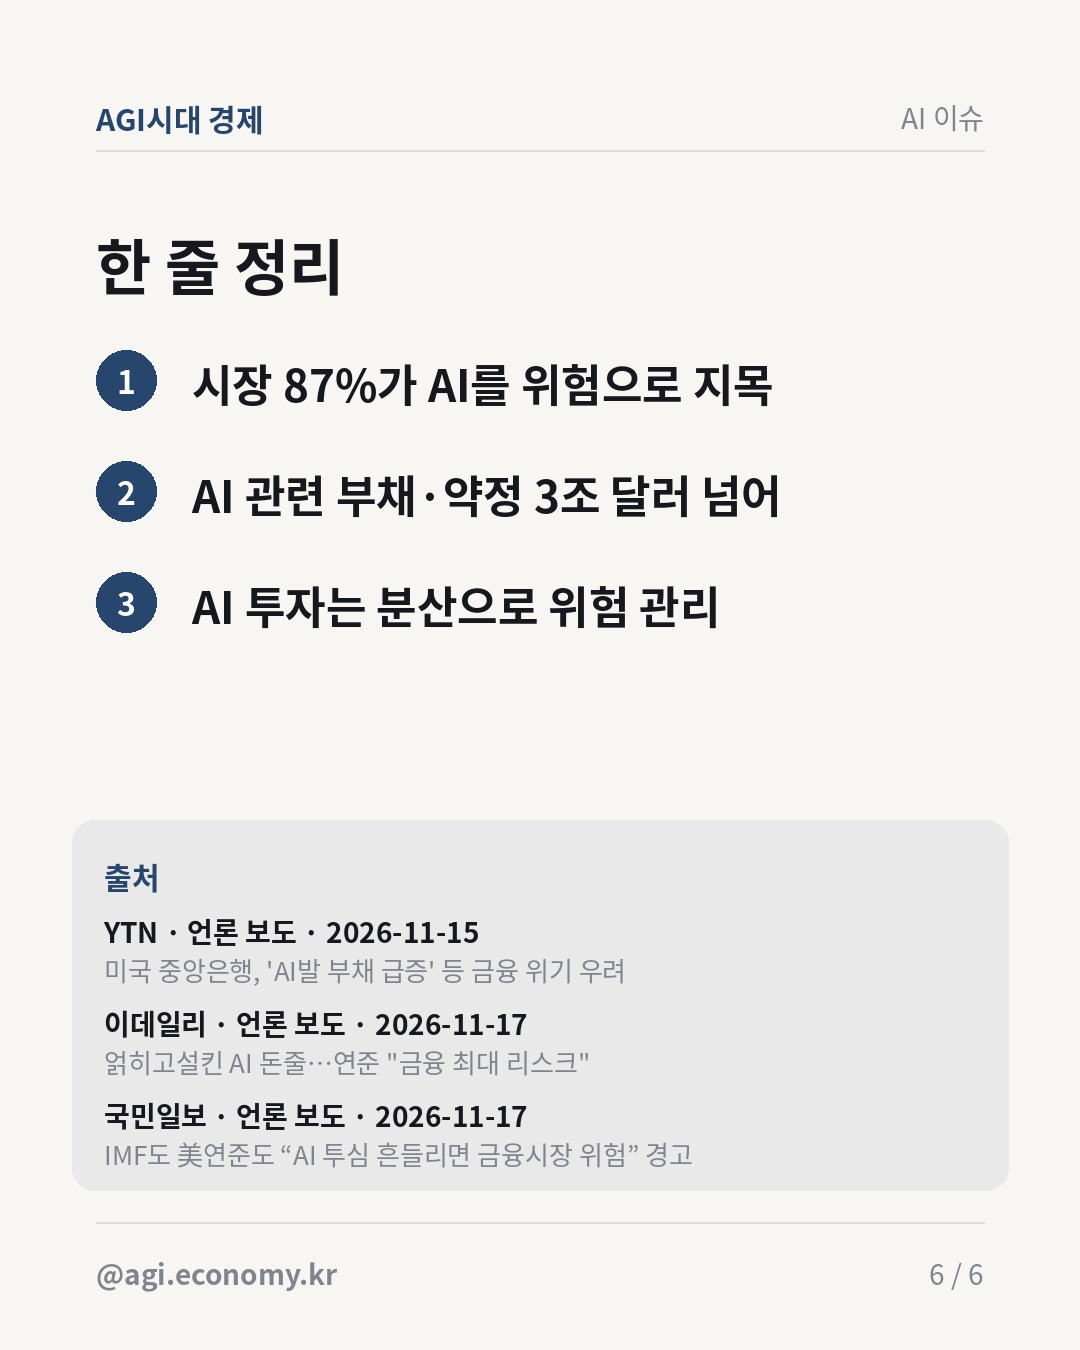 AGI시대 경제
AI 이슈
한 줄 정리
1 시장 87%가 AI를 위험으로 지목
2 AI 관련 부채·약정 3조 달러 넘어
3 AI 투자는 분산으로 위험 관리
출처
YTN · 언론 보도 · 2026-11-15
미국 중앙은행, 'AI발 부채 급증' 등 금융 위기 우려
이데일리 · 언론 보도 · 2026-11-17
얽히고설킨 AI 돈줄…연준 "금융 최대 리스크"
국민일보 · 언론 보도 · 2026-11-17
IMF도 美연준도 “AI 투심 흔들리면 금융시장 위험” 경고
@agi.economy.kr
6 / 6